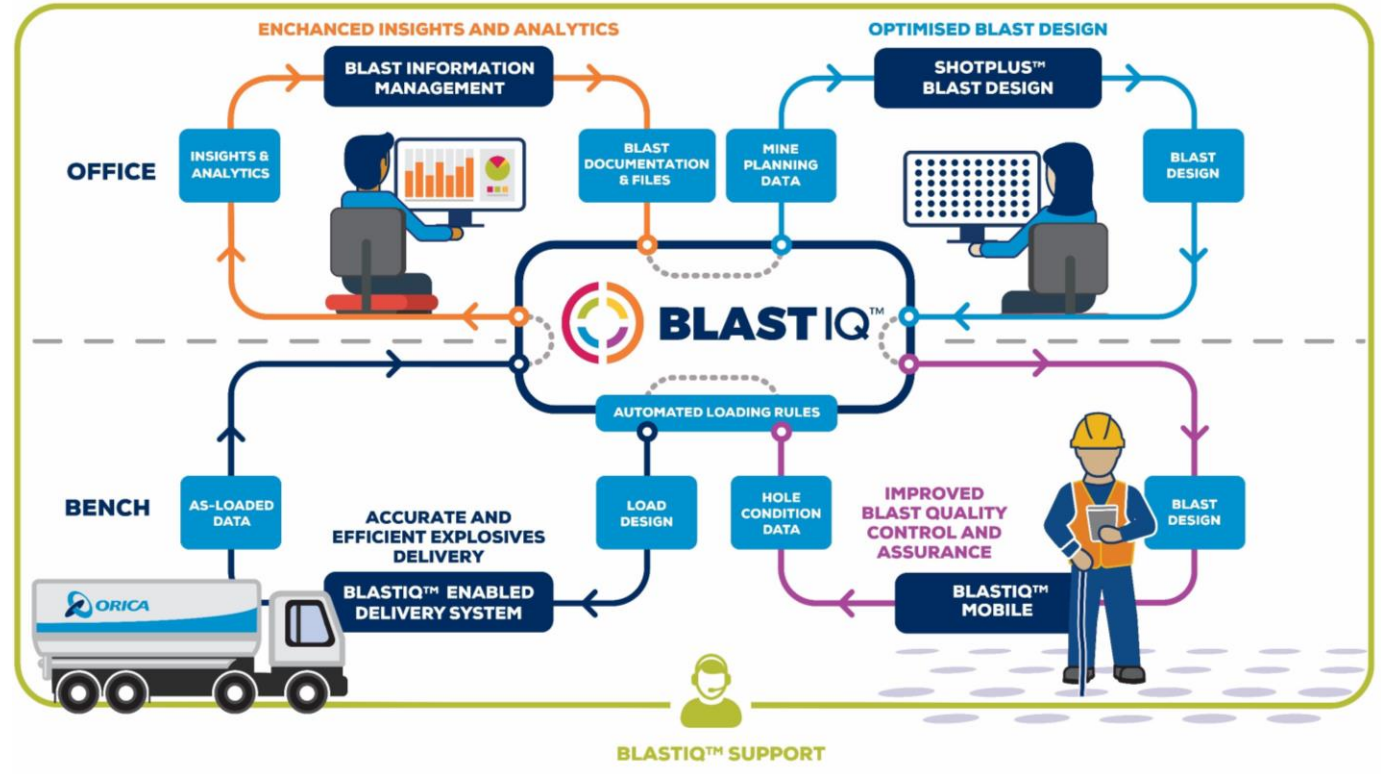 ENCHANCED INSIGHTS AND ANALYTICS
OPTIMISED BLAST DESIGN
BLAST INFORMATION
MANAGEMENT
SHOTPLUS™
BLAST DESIGN
OFFICE
INSIGHTS &
ANALYTICS
BLAST
DOCUMENTATION
& FILES
MINE
PLANNING
DATA
BLAST
DESIGN
BLAST IQ™
AUTOMATED LOADING RULES
BENCH
AS-LOADED
DATA
ACCURATE AND
EFFICIENT EXPLOSIVES
DELIVERY
LOAD
DESIGN
HOLE
CONDITION
DATA
IMPROVED
BLAST QUALITY
CONTROL AND
ASSURANCE
BLAST
DESIGN
ORICA
BLASTIQ™ ENABLED
DELIVERY SYSTEM
BLASTIQ™
MOBILE
BLASTIQ™ SUPPORT